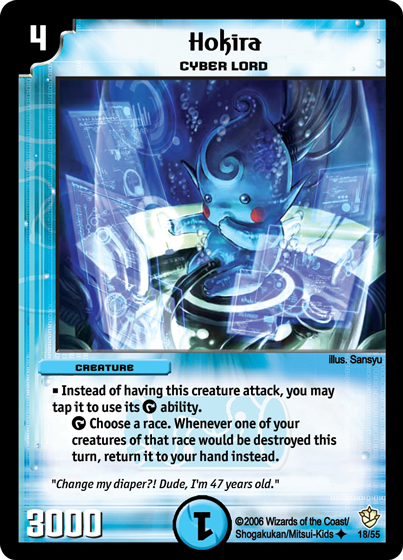 4
Hokira
CYBER LORD
illus. Sansyu
CREATURE
▪ Instead of having this creature attack, you may
tap it to use its ability.
Choose a race. Whenever one of your
creatures of that race would be destroyed this
turn, return it to your hand instead.
"Change my diaper?! Dude, I'm 47 years old."
3000
1
©2006 Wizards of the Coast/
Shogakukan/Mitsui-Kids ✦ 18/55